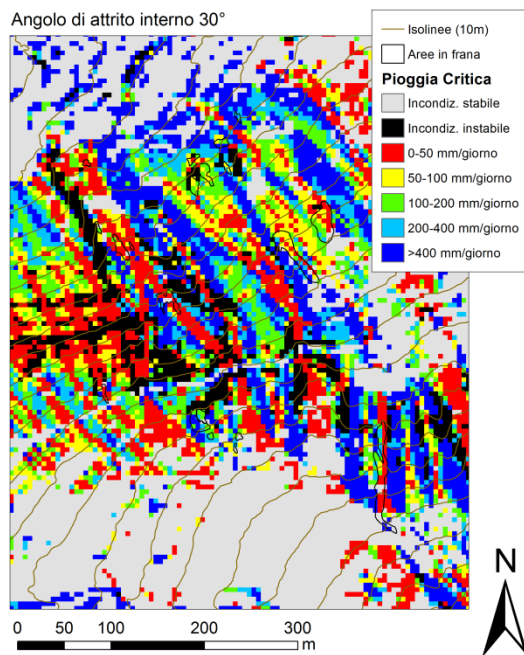 Angolo di attrito interno 30°
Isolinee (10m)
Aree in frana
Pioggia Critica
Incondiz. stabile
Incondiz. instabile
0-50 mm/giorno
50-100 mm/giorno
100-200 mm/giorno
200-400 mm/giorno
>400 mm/giorno
N
0 50 100 200 300
m